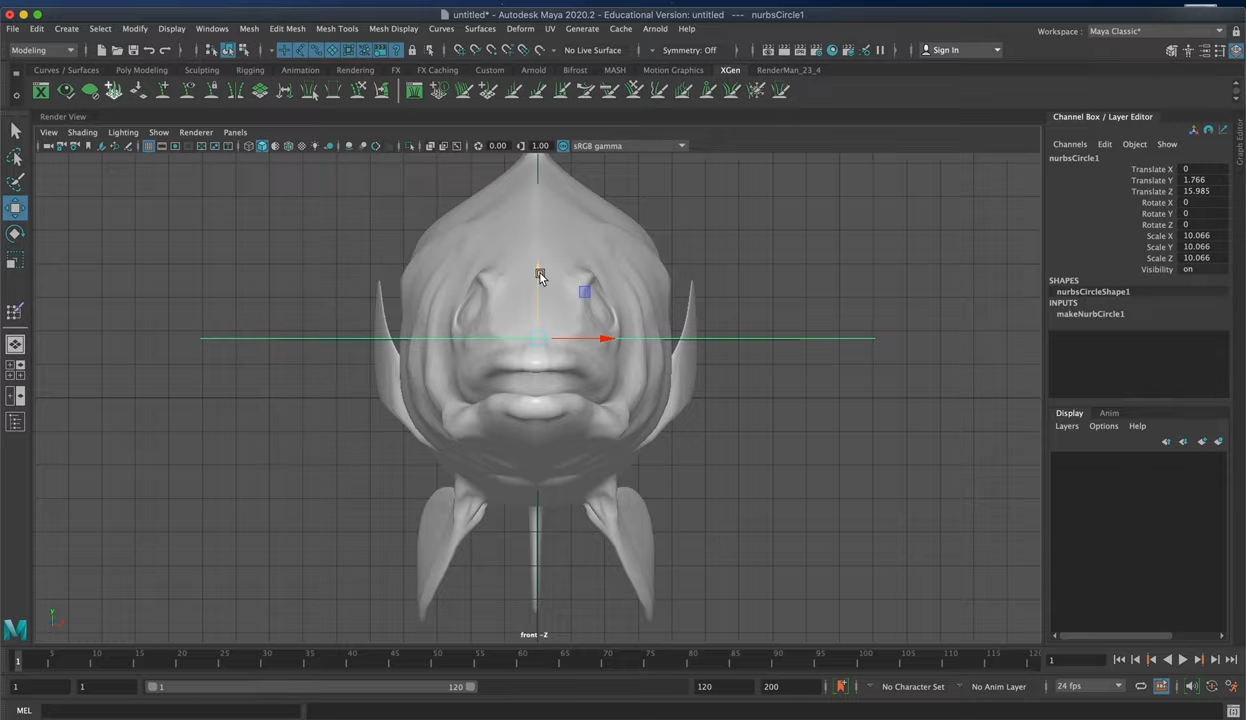 untitled* - Autodesk Maya 2020.2 - Educational Version: untitled --- nurbsCircle1
File Edit Create Select Modify Display Windows Mesh Edit Mesh Mesh Tools Mesh Display Curves Surfaces Deform UV Generate Cache Arnold Help
Workspace : Maya Classic*
Modeling
No Live Surface
Symmetry: Off
Sign In
Curves / Surfaces Poly Modeling Sculpting Rigging Animation Rendering FX FX Caching Custom Arnold Bifrost MASH Motion Graphics XGen RenderMan_23_4
Render View
View Shading Lighting Show Renderer Panels
0.00 1.00 sRGB gamma
front -Z
Channel Box / Layer Editor
Channels Edit Object Show
nurbsCircle1
Translate X 0
Translate Y 1.766
Translate Z 15.985
Rotate X 0
Rotate Y 0
Rotate Z 0
Scale X 10.066
Scale Y 10.066
Scale Z 10.066
Visibility on
SHAPES
nurbsCircleShape1
INPUTS
makeNurbCircle1
Display Anim
Layers Options Help
Graph Editor
1 5 10 15 20 25 30 35 40 45 50 55 60 65 70 75 80 85 90 95 100 105 110 115 12
1
1 1 1 120 120 200 No Character Set No Anim Layer 24 fps
MEL